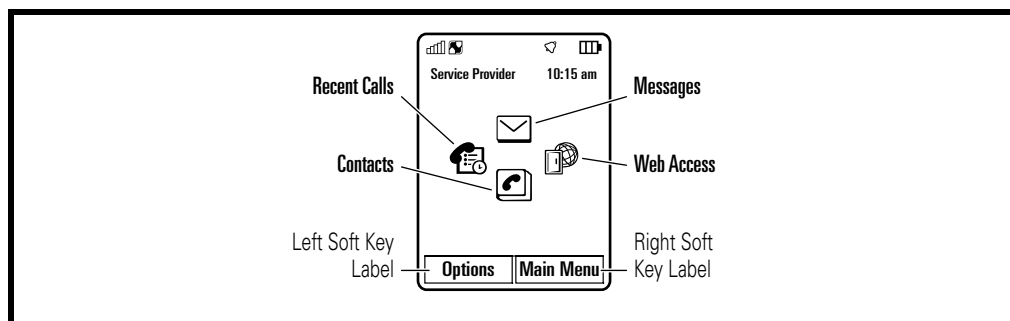 Service Provider 10:15 am
Recent Calls
Messages
Contacts
Web Access
Left Soft Key
Label
Options
Main Menu
Right Soft
Key Label